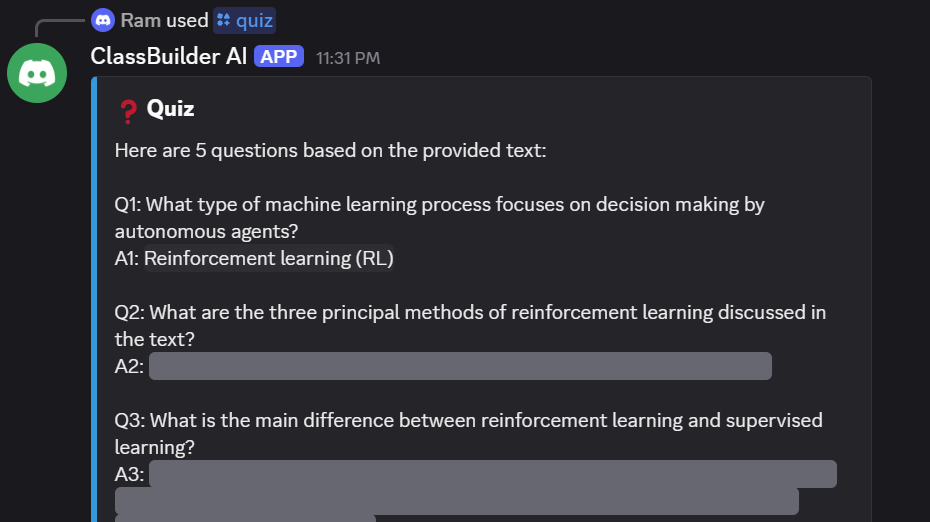 Ram used quiz
ClassBuilder AI APP 11:31 PM
❓ Quiz
Here are 5 questions based on the provided text:
Q1: What type of machine learning process focuses on decision making by
autonomous agents?
A1: Reinforcement learning (RL)
Q2: What are the three principal methods of reinforcement learning discussed in
the text?
A2:
Q3: What is the main difference between reinforcement learning and supervised
learning?
A3: